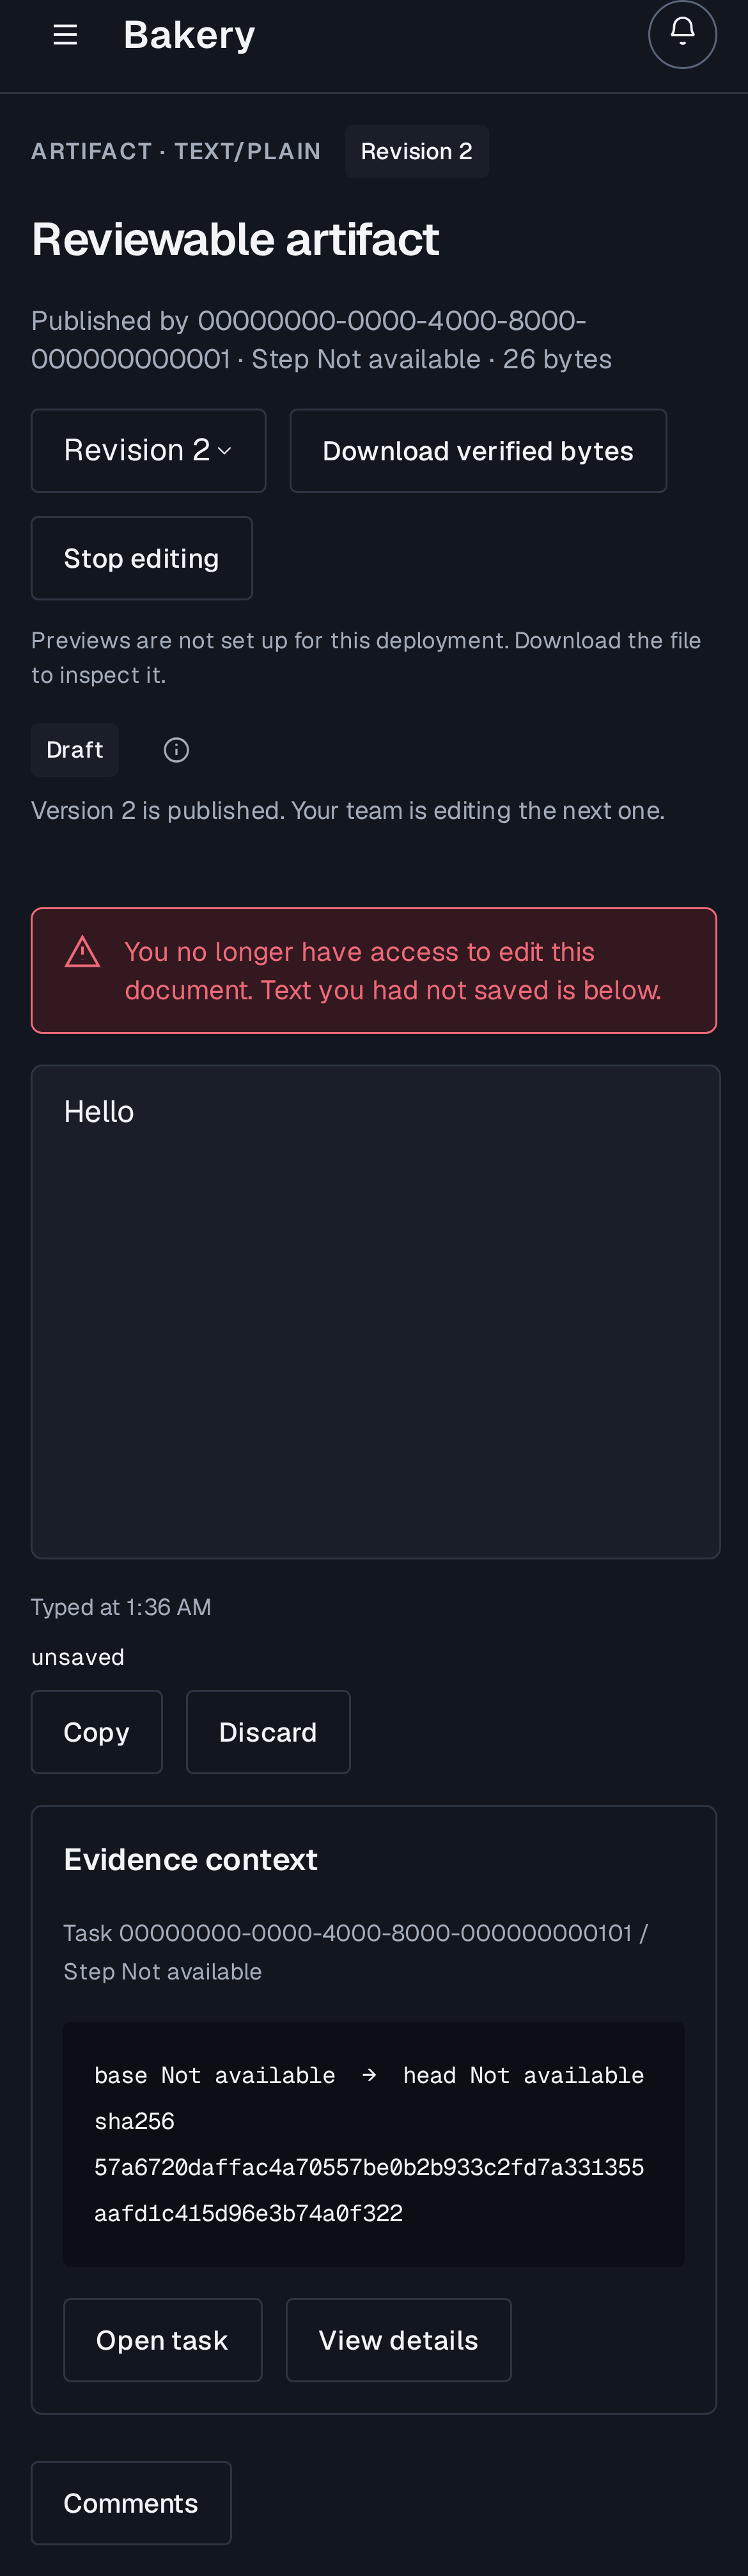 Bakery
ARTIFACT · TEXT/PLAIN Revision 2
Reviewable artifact
Published by 00000000-0000-4000-8000-
000000000001 · Step Not available · 26 bytes
Revision 2 Download verified bytes
Stop editing
Previews are not set up for this deployment. Download the file
to inspect it.
Draft
Version 2 is published. Your team is editing the next one.
You no longer have access to edit this
document. Text you had not saved is below.
Hello
Typed at 1:36 AM
unsaved
Copy Discard
Evidence context
Task 00000000-0000-4000-8000-000000000101 /
Step Not available
base Not available → head Not available
sha256
57a6720daffac4a70557be0b2b933c2fd7a331355
aafd1c415d96e3b74a0f322
Open task View details
Comments